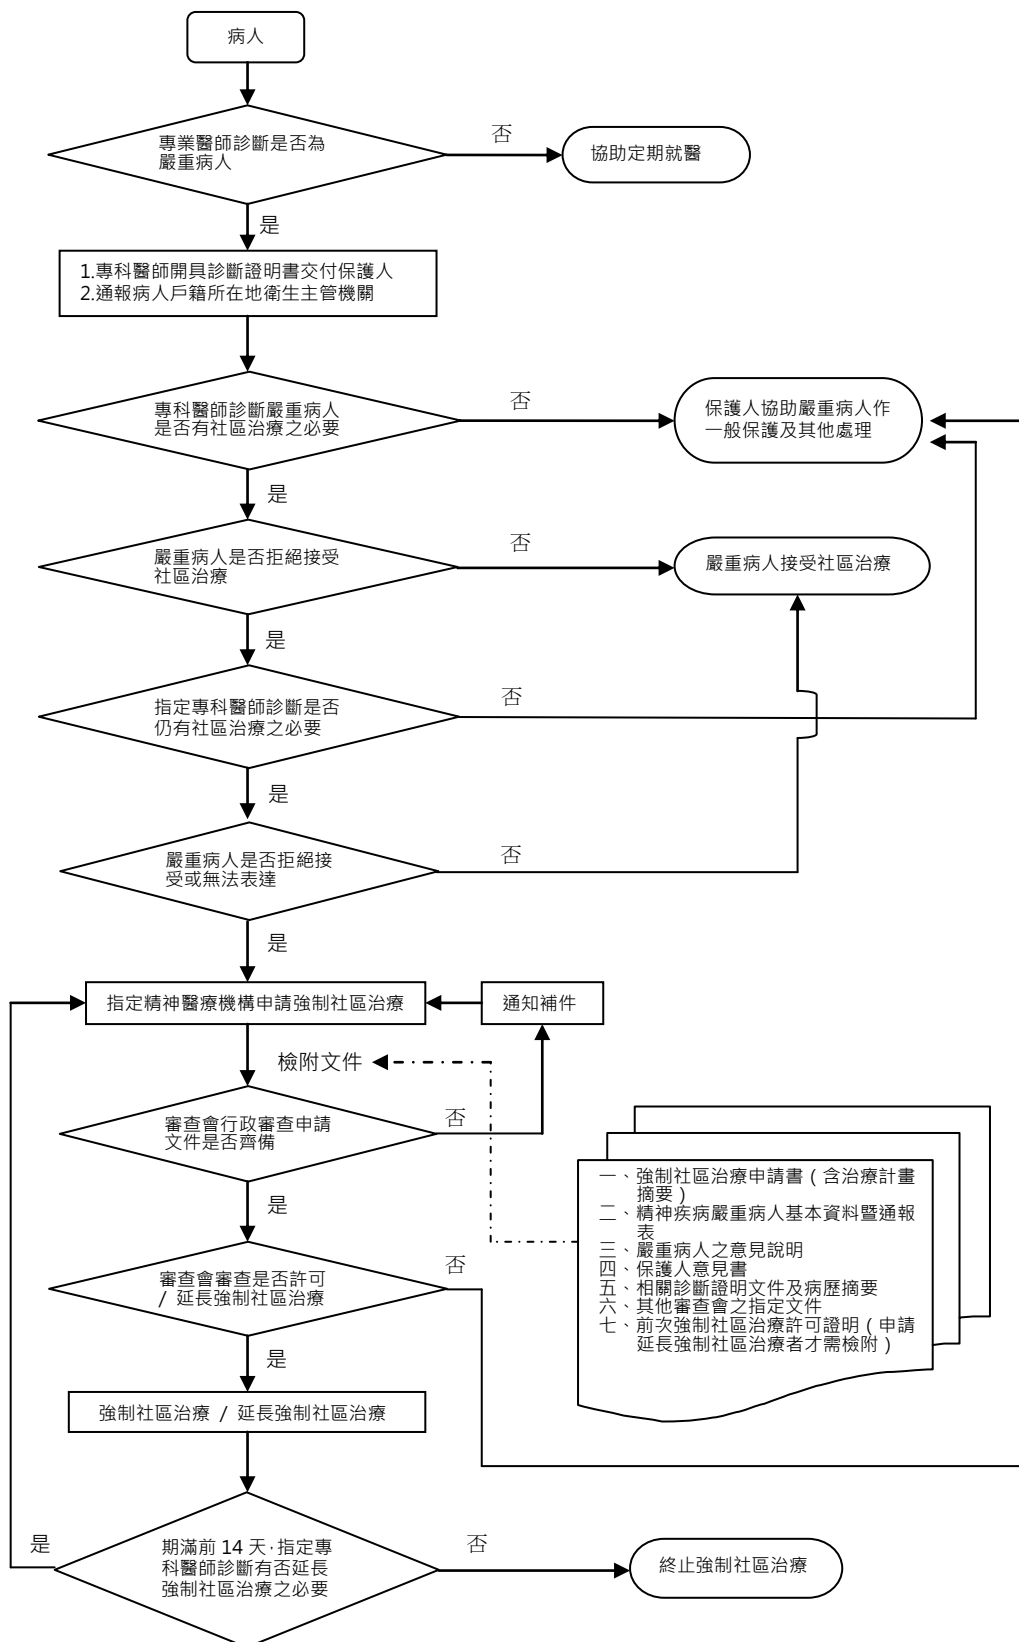 病人
專業醫師診斷是否為
嚴重病人
否
協助定期就醫
是
1.專科醫師開具診斷證明書交付保護人
2.通報病人戶籍所在地衛生主管機關
專科醫師診斷嚴重病人
是否有社區治療之必要
否
保護人協助嚴重病人作
一般保護及其他處理
是
嚴重病人是否拒絕接受
社區治療
否
嚴重病人接受社區治療
是
指定專科醫師診斷是否
仍有社區治療之必要
否
是
嚴重病人是否拒絕接
受或無法表達
否
是
指定精神醫療機構申請強制社區治療
通知補件
檢附文件
審查會行政審查申請
文件是否齊備
否
是
一、強制社區治療申請書(含治療計畫
摘要)
二、精神疾病嚴重病人基本資料暨通報
表
三、嚴重病人之意見說明
四、保護人意見書
五、相關診斷證明文件及病歷摘要
六、其他審查會之指定文件
七、前次強制社區治療許可證明(申請
延長強制社區治療者才需檢附)
審查會審查是否許可
/ 延長強制社區治療
否
是
強制社區治療 / 延長強制社區治療
期滿前 14 天‧指定專
科醫師診斷有否延長
強制社區治療之必要
是
否
終止強制社區治療